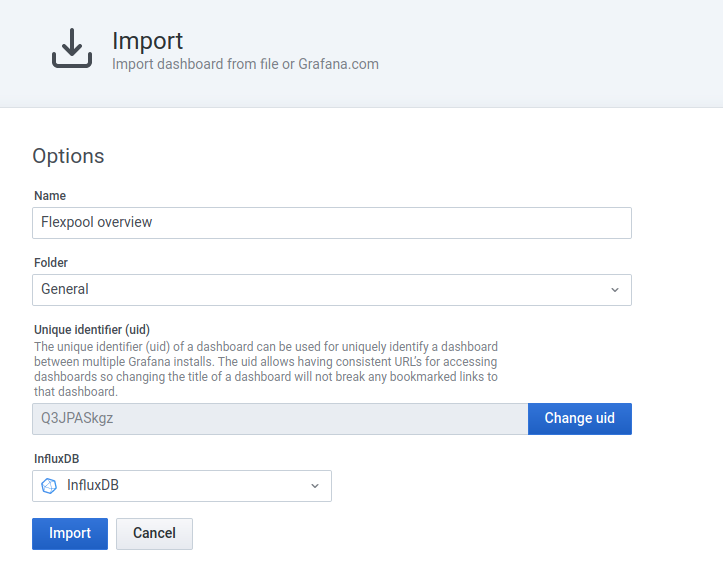 Import
Import dashboard from file or Grafana.com
Options
Name
Flexpool overview
Folder
General
Unique identifier (uid)
The unique identifier (uid) of a dashboard can be used for uniquely identify a dashboard
between multiple Grafana installs. The uid allows having consistent URL's for accessing
dashboards so changing the title of a dashboard will not break any bookmarked links to
that dashboard.
Q3JPASkgz
Change uid
InfluxDB
InfluxDB
Import
Cancel